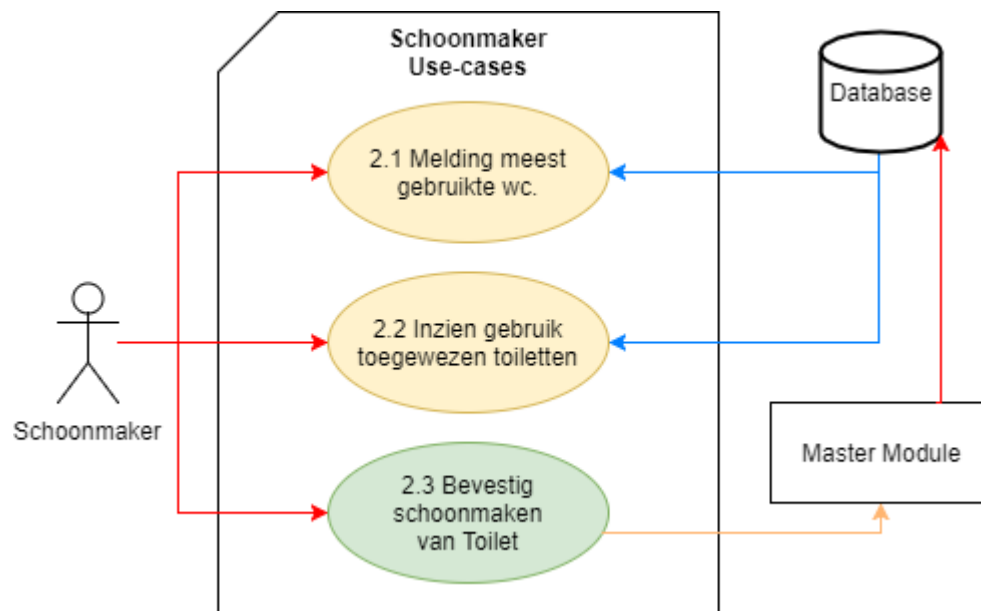 Schoonmaker
Use-cases
Database
2.1 Melding meest
gebruikte wc.
2.2 Inzien gebruik
toegewezen toiletten
Schoonmaker
Master Module
2.3 Bevestig
schoonmaken
van Toilet